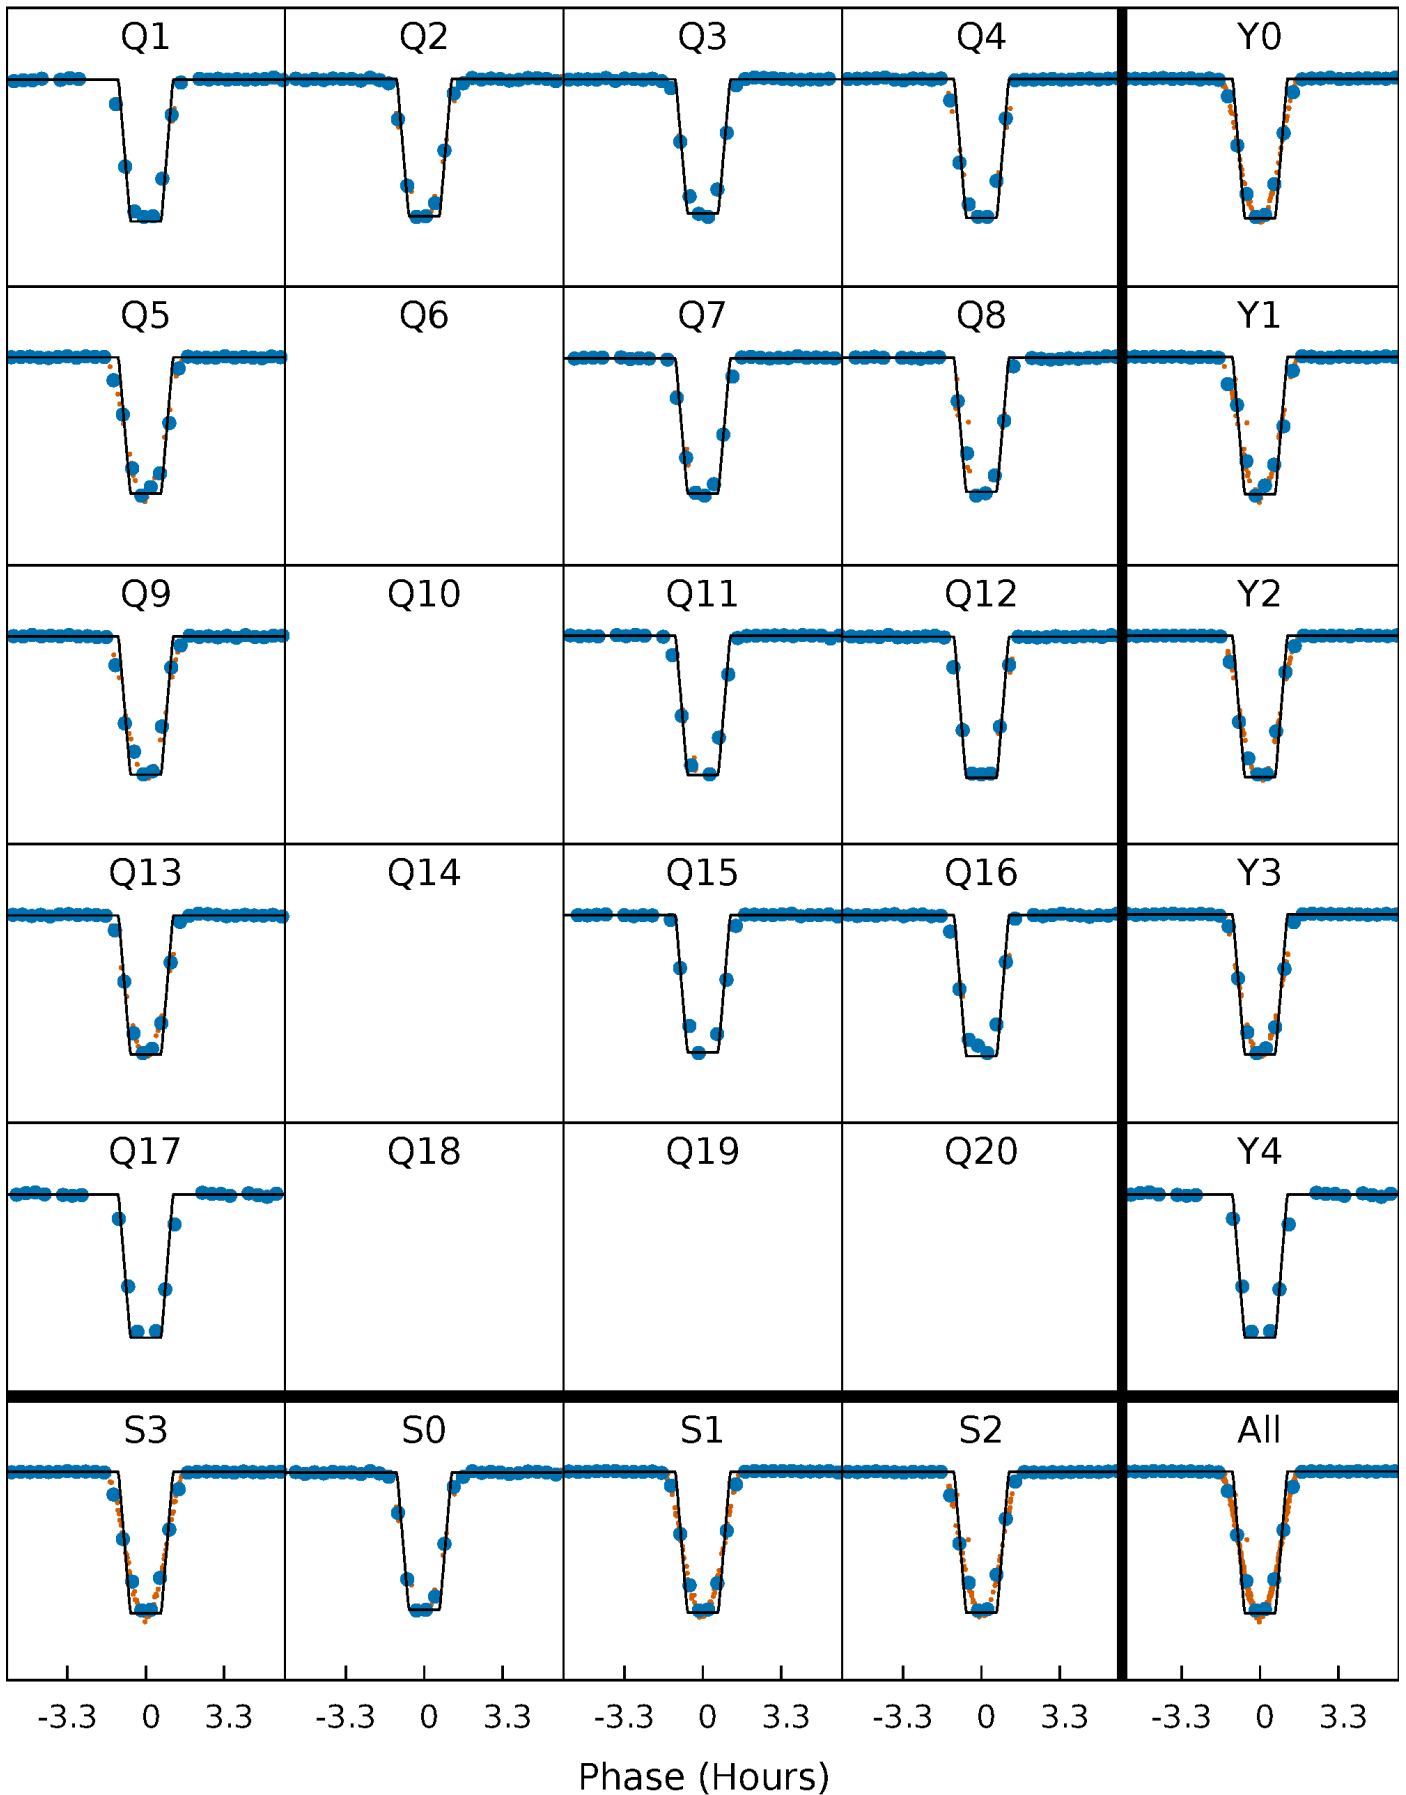 Q1 Q2 Q3 Q4 Y0
Q5 Q6 Q7 Q8 Y1
Q9 Q10 Q11 Q12 Y2
Q13 Q14 Q15 Q16 Y3
Q17 Q18 Q19 Q20 Y4
S3 S0 S1 S2 All
-3.3 0 3.3 -3.3 0 3.3 -3.3 0 3.3 -3.3 0 3.3 -3.3 0 3.3
Phase (Hours)